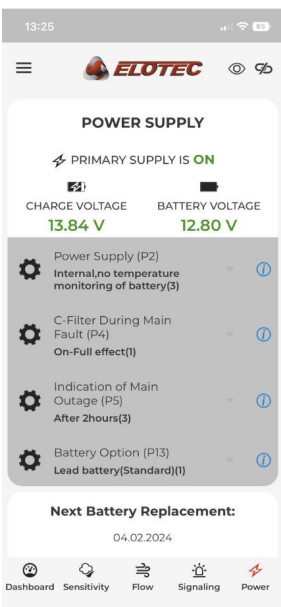 13:25
89
ELOTEC
POWER SUPPLY
PRIMARY SUPPLY IS ON
CHARGE VOLTAGE
BATTERY VOLTAGE
13.84 V
12.80 V
Power Supply (P2)
Internal,no temperature
monitoring of battery(3)
C-Filter During Main
Fault (P4)
On-Full effect(1)
Indication of Main
Outage (P5)
After 2hours(3)
Battery Option (P13)
Lead battery(Standard)(1)
Next Battery Replacement:
04.02.2024
Dashboard Sensitivity Flow Signaling Power